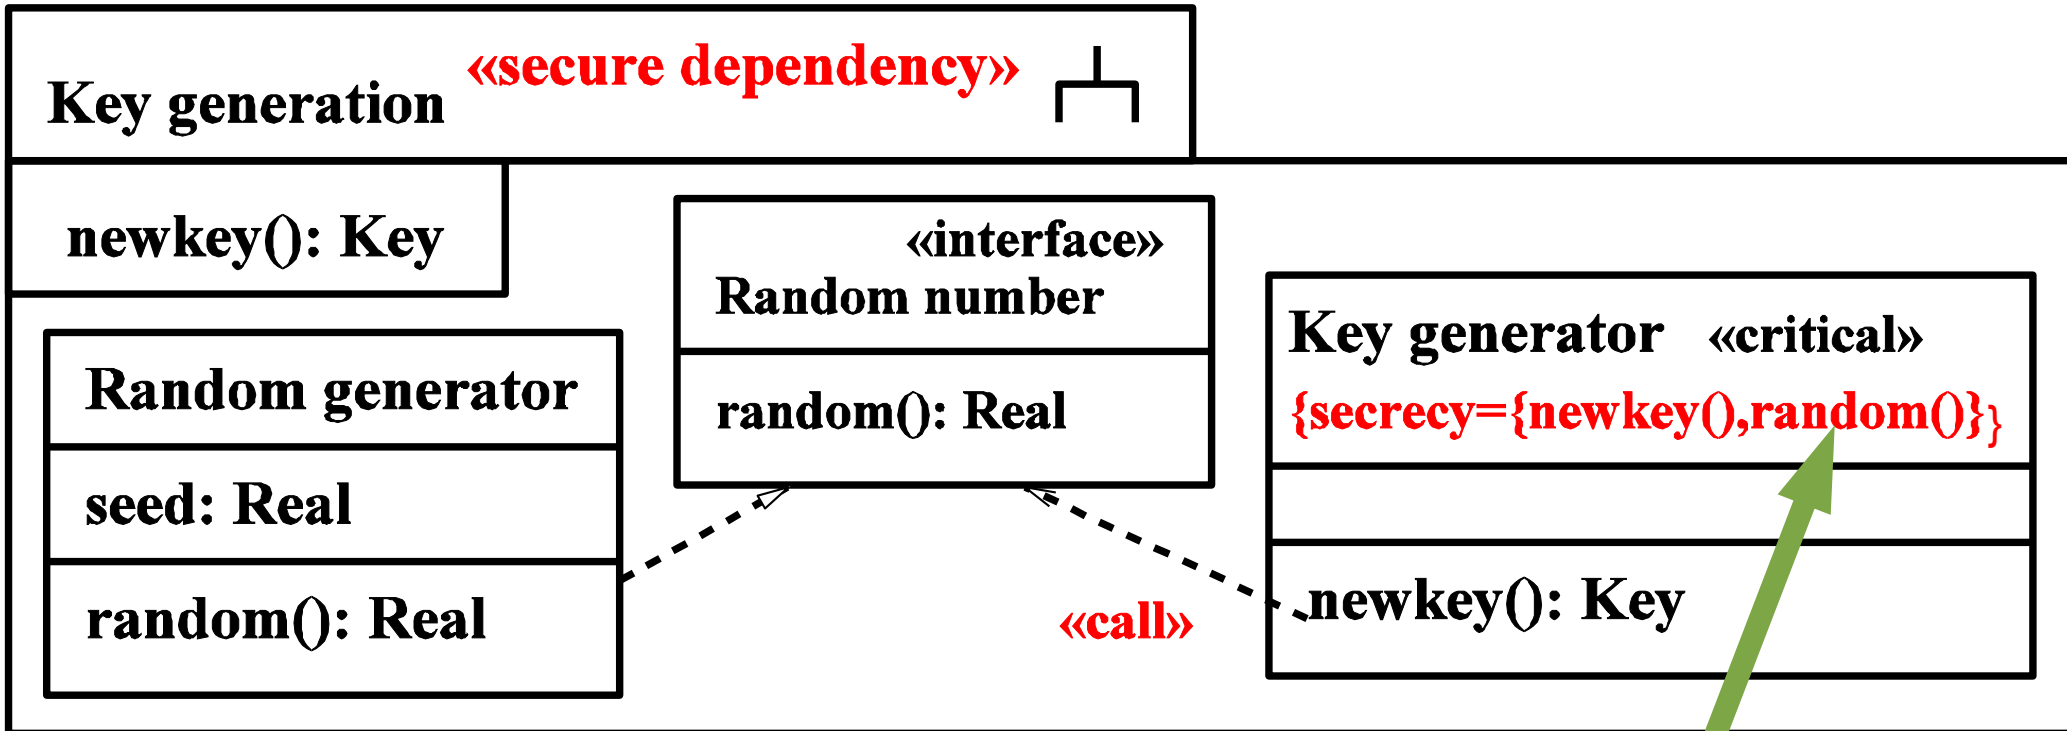 Key generation «secure dependency»
newkey(): Key
«interface»
Random number
random(): Real
Random generator
seed: Real
random(): Real
Key generator «critical»
{secrecy={newkey(),random()}}
newkey(): Key
«call»